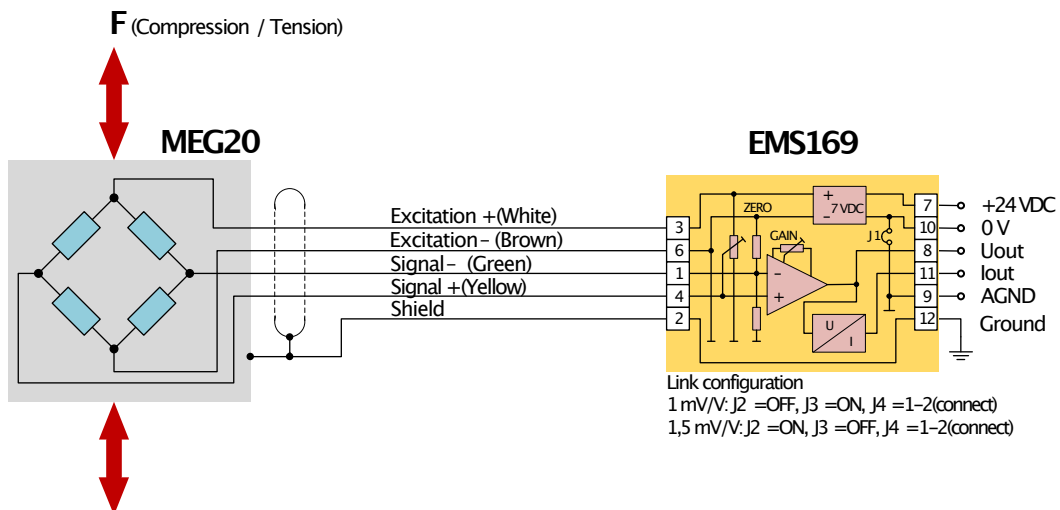 F (Compression / Tension)
MEG20
EMS169
Excitation +(White)
Excitation- (Brown)
Signal- (Green)
Signal +(Yellow)
Shield
3
6
1
4
2
ZERO
GAIN
+
-
7 VDC
J1
-
+
U
I
7
10
8
11
9
12
+24 VDC
0 V
Uout
Iout
AGND
Ground
Link configuration
1 mV/V: J2 =OFF, J3 =ON, J4 =1-2(connect)
1,5 mV/V: J2 =ON, J3 =OFF, J4 =1-2(connect)